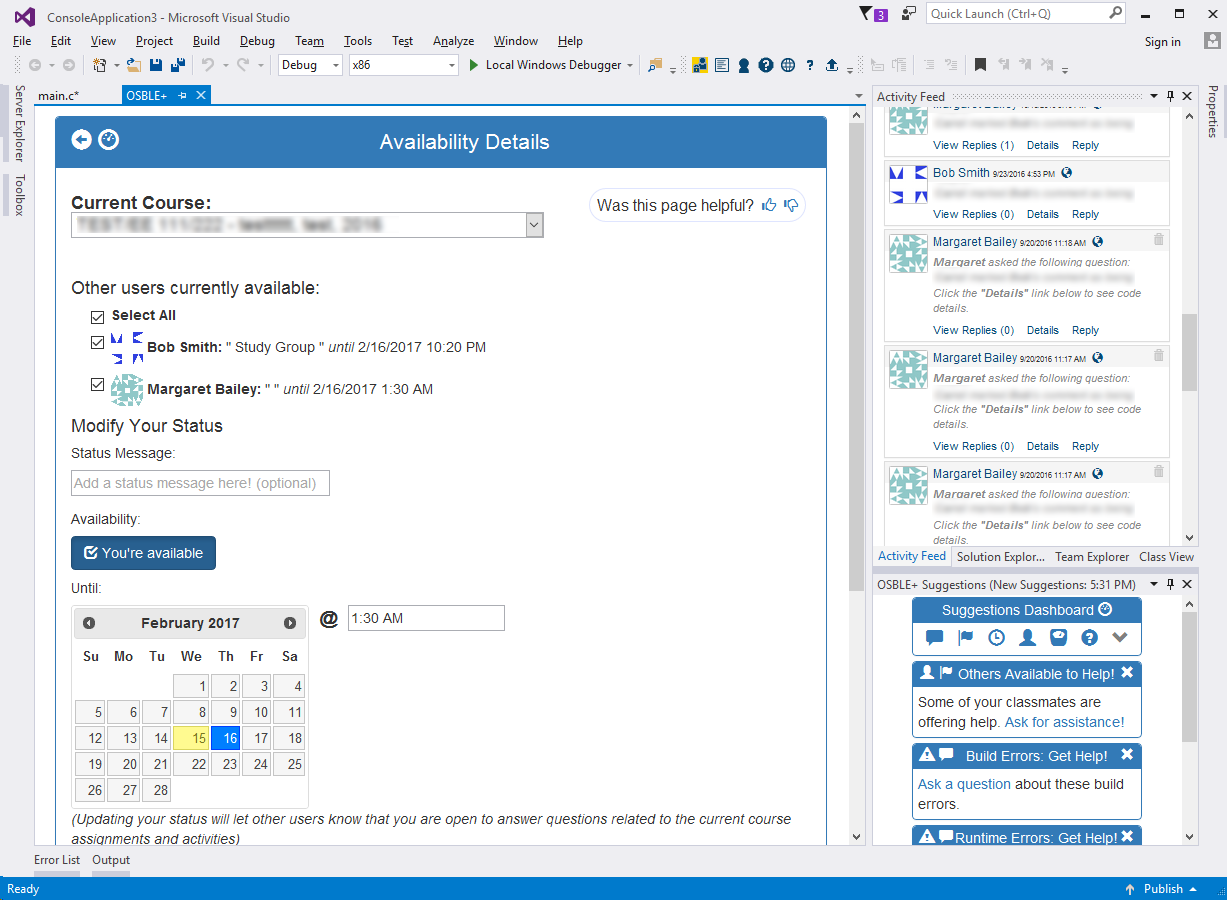 ConsoleApplication3 - Microsoft Visual Studio
3
Quick Launch (Ctrl+Q)
File Edit View Project Build Debug Team Tools Test Analyze Window Help
Sign in
Debug x86 Local Windows Debugger
Server Explorer
Toolbox
main.c*
OSBLE+
Availability Details
Current Course:
Was this page helpful?
Other users currently available:
Select All
Bob Smith: " Study Group " until 2/16/2017 10:20 PM
Margaret Bailey: " " until 2/16/2017 1:30 AM
Modify Your Status
Status Message:
Add a status message here! (optional)
Availability:
You're available
Until:
February 2017
@ 1:30 AM
Su Mo Tu We Th Fr Sa
1 2 3 4
5 6 7 8 9 10 11
12 13 14 15 16 17 18
19 20 21 22 23 24 25
26 27 28
(Updating your status will let other users know that you are open to answer questions related to the current course
assignments and activities)
Activity Feed
Margaret Bailey
View Replies (1) Details Reply
Bob Smith 9/23/2016 4:53 PM
View Replies (0) Details Reply
Margaret Bailey 9/20/2016 11:18 AM
Margaret asked the following question:
Click the "Details" link below to see code
details.
View Replies (0) Details Reply
Margaret Bailey 9/20/2016 11:17 AM
Margaret asked the following question:
Click the "Details" link below to see code
details.
View Replies (0) Details Reply
Margaret Bailey 9/20/2016 11:17 AM
Margaret asked the following question:
Click the "Details" link below to see code
details.
Activity Feed Solution Explor... Team Explorer Class View
OSBLE+ Suggestions (New Suggestions: 5:31 PM)
Suggestions Dashboard
Others Available to Help!
Some of your classmates are
offering help. Ask for assistance!
Build Errors: Get Help!
Ask a question about these build
errors.
Runtime Errors: Get Help!
Properties
Error List Output
Ready
Publish